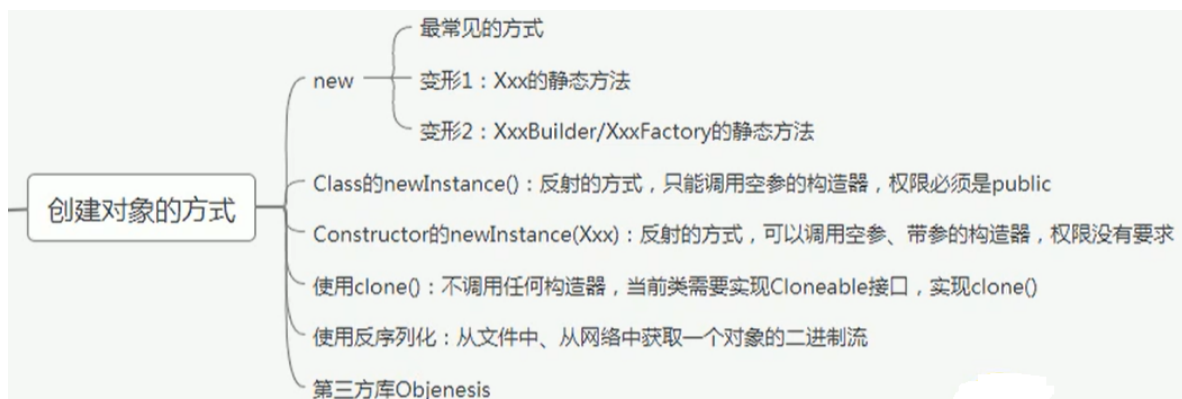 最常见的方式
new
变形1：Xxx的静态方法
变形2：XxxBuilder/XxxFactory的静态方法
创建对象的方式
Class的newInstance()：反射的方式，只能调用空参的构造器，权限必须是public
Constructor的newInstance(Xxx)：反射的方式，可以调用空参、带参的构造器，权限没有要求
使用clone()：不调用任何构造器，当前类需要实现Cloneable接口，实现clone()
使用反序列化：从文件中、从网络中获取一个对象的二进制流
第三方库Objenesis